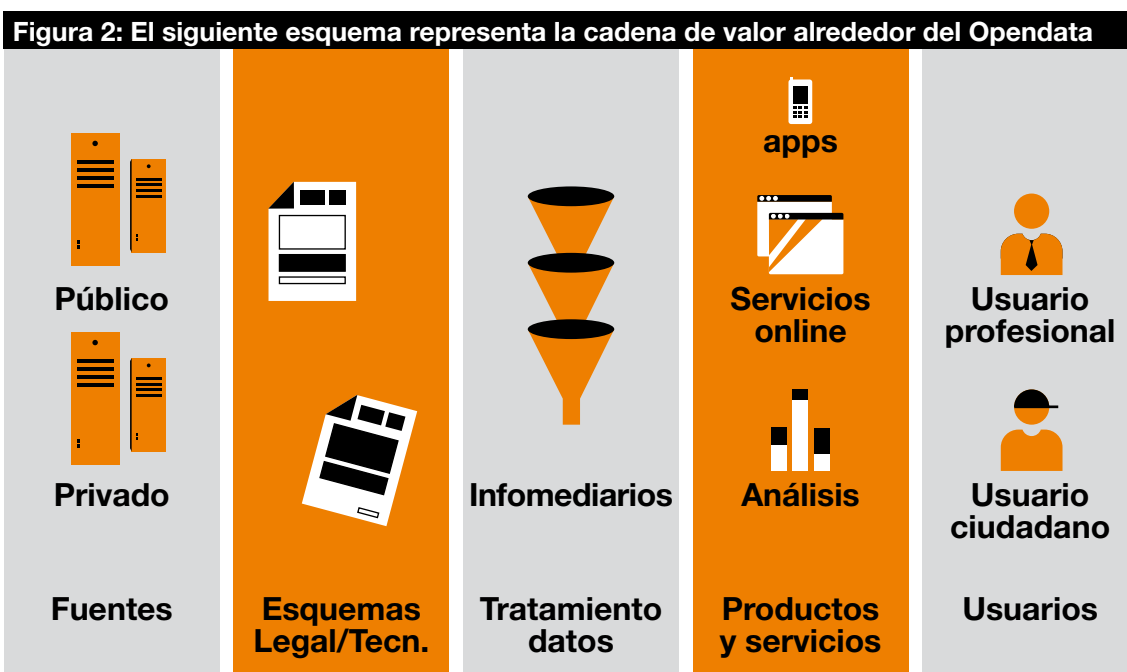 Figura 2: El siguiente esquema representa la cadena de valor alrededor del Opendata
Público
Privado
Fuentes
Esquemas
Legal/Tecn.
Infomediarios
Tratamiento
datos
apps
Servicios
online
Análisis
Productos
y servicios
Usuario
profesional
Usuario
ciudadano
Usuarios